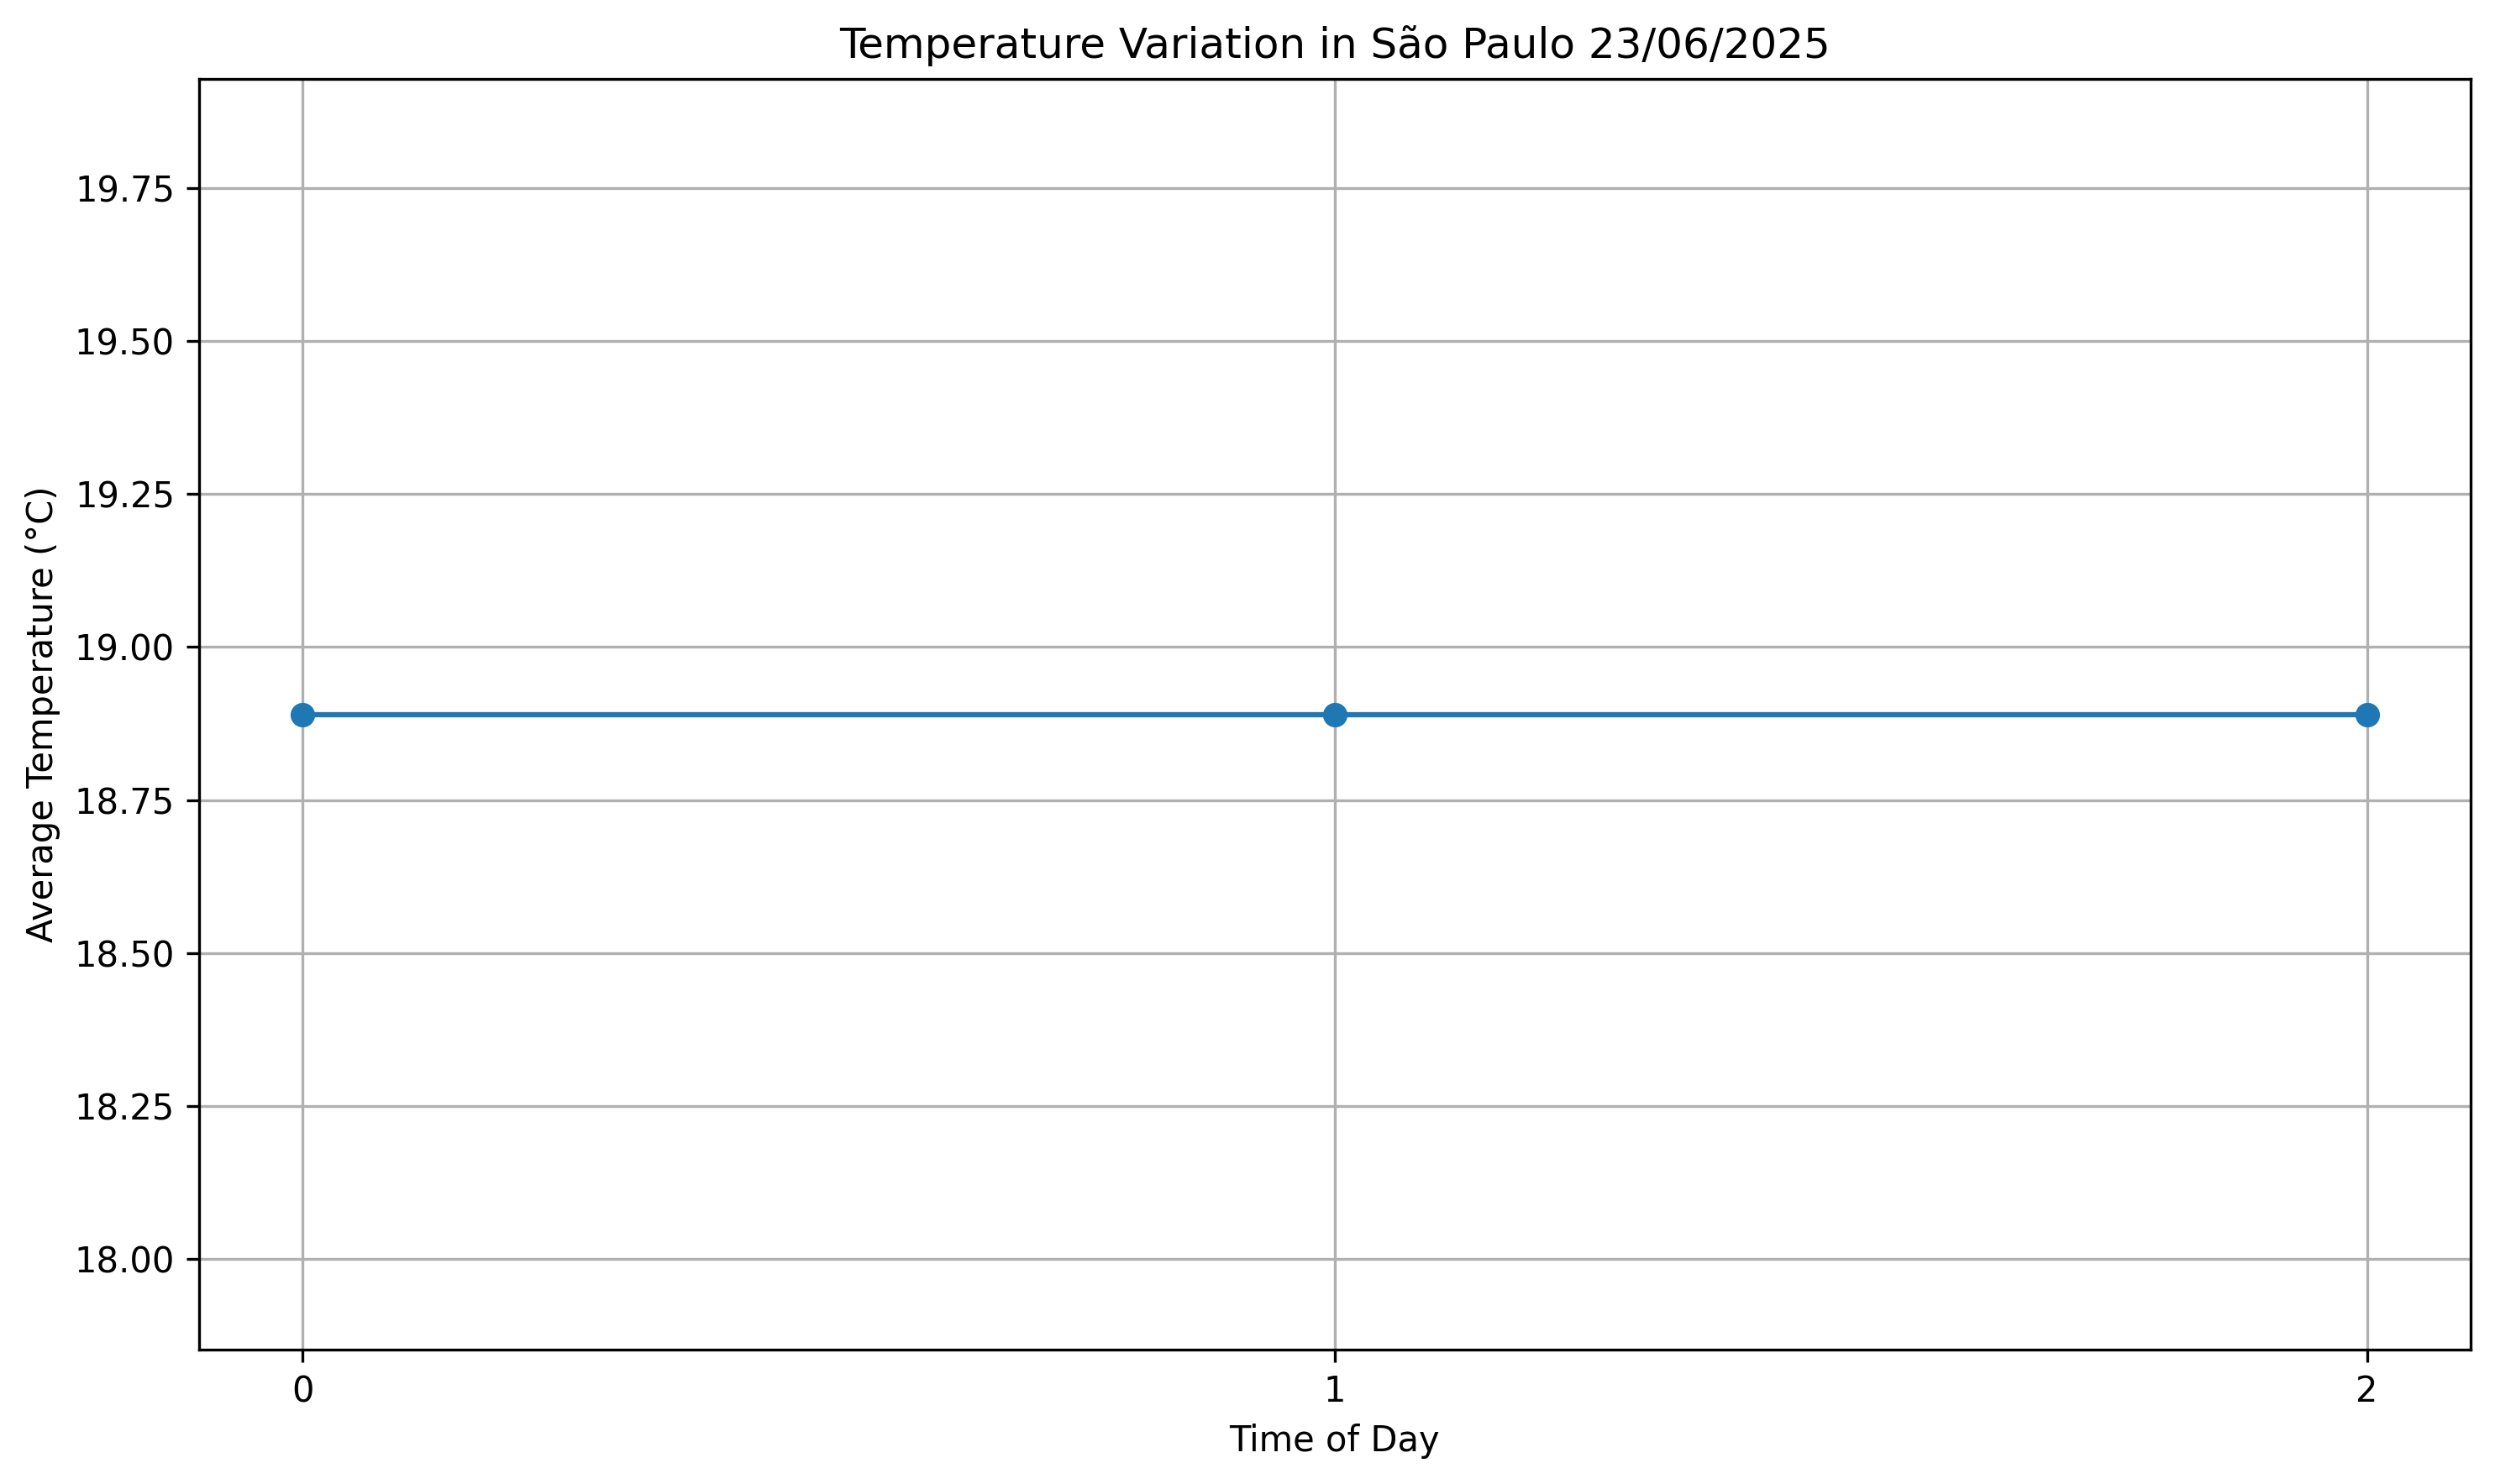 Temperature Variation in São Paulo 23/06/2025
19.75
19.50
19.25
19.00
18.75
18.50
18.25
18.00
Average Temperature (°C)
0 1 2
Time of Day